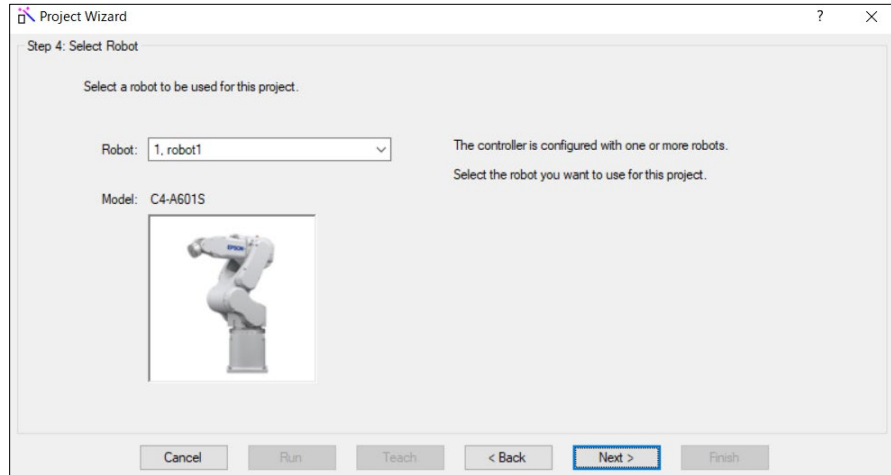 Project Wizard
?
Step 4: Select Robot
Select a robot to be used for this project.
Robot:
1, robot1
The controller is configured with one or more robots.
Select the robot you want to use for this project.
Model: C4-A601S
EPSON
Cancel
Run
Teach
< Back
Next >
Finish